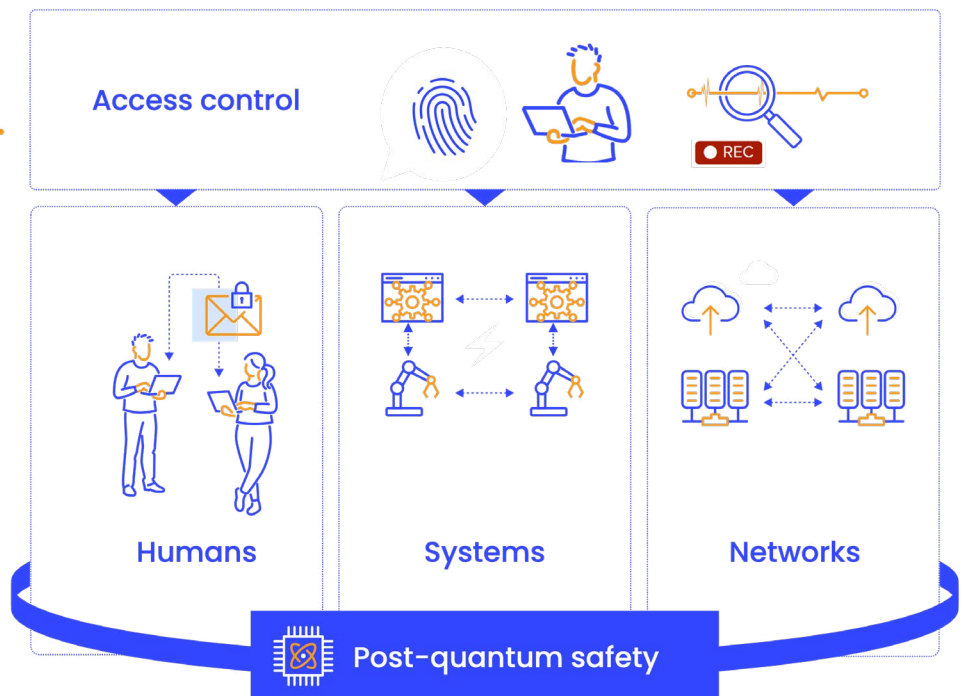 Access control
REC
Humans
Systems
Networks
Post-quantum safety